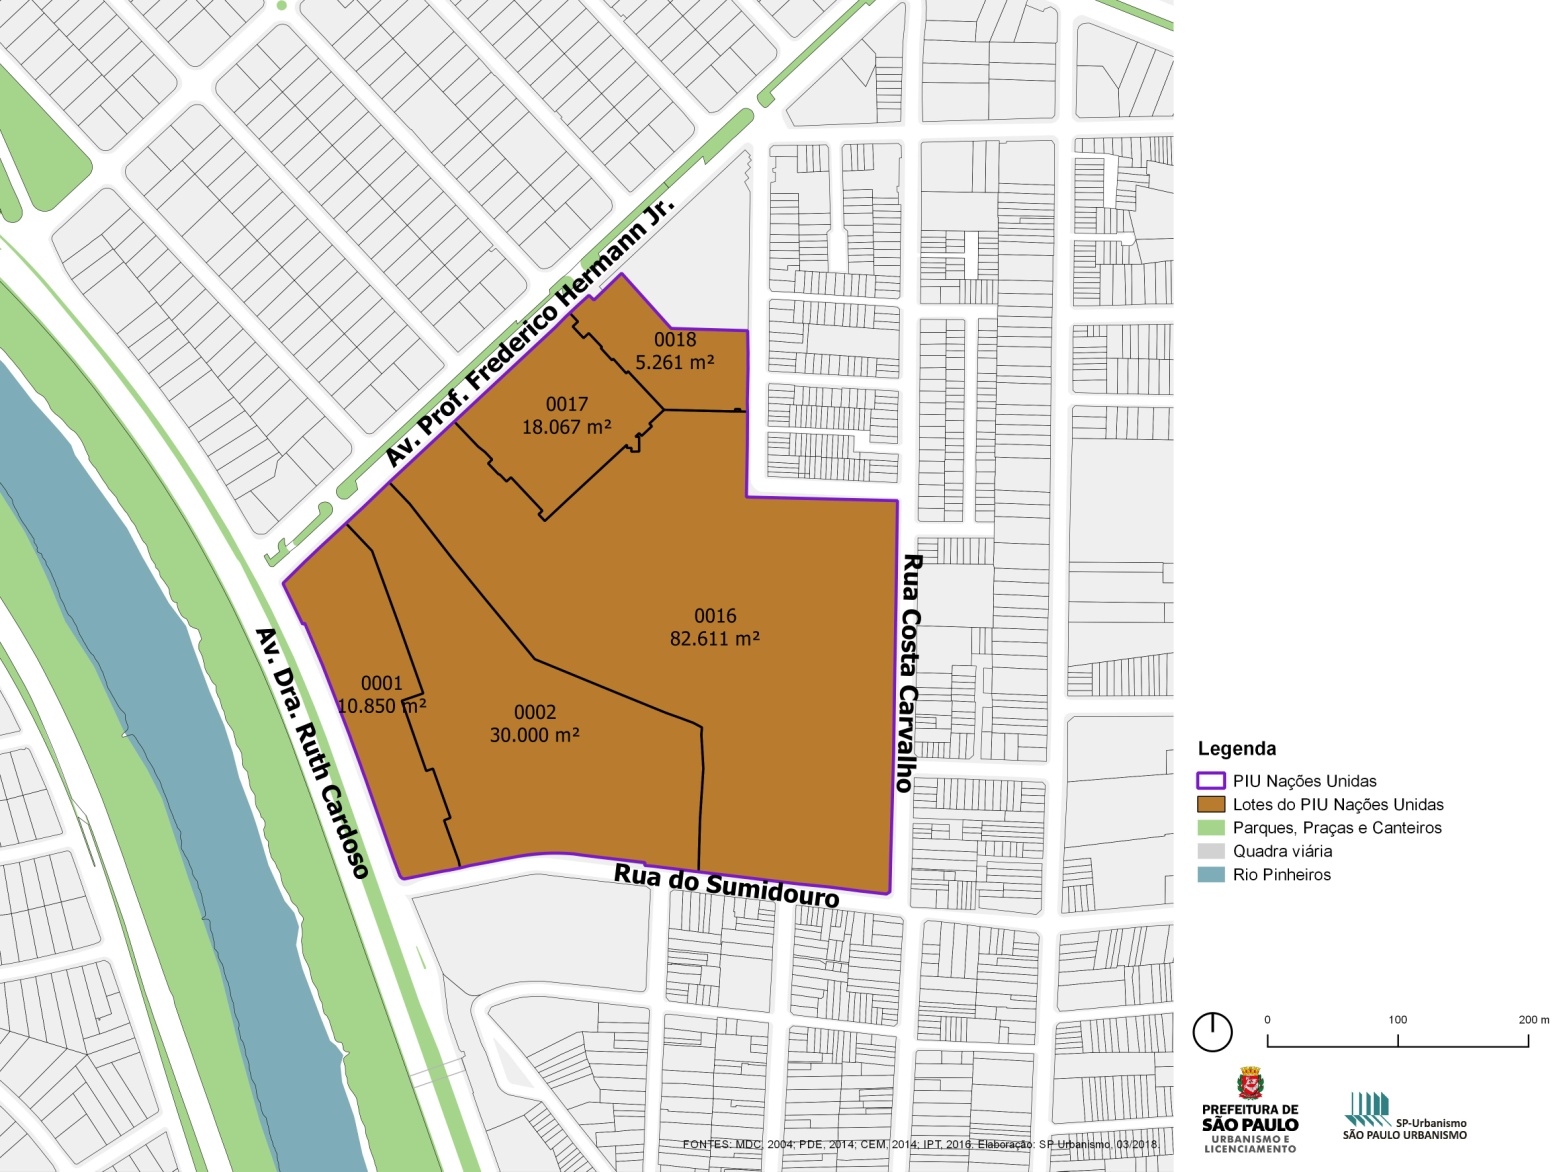 Av. Prof. Frederico Hermann Jr.
0018
5.261 m²
0017
18.067 m²
0016
82.611 m²
0001
10.850 m²
0002
30.000 m²
Rua Costa Carvalho
Av. Dra. Ruth Cardoso
Rua do Sumidouro
Legenda
PIU Nações Unidas
Lotes do PIU Nações Unidas
Parques, Praças e Canteiros
Quadra viária
Rio Pinheiros
0 100 200 m
PREFEITURA DE
SÃO PAULO
URBANISMO E
LICENCIAMENTO
SP-Urbanismo
SÃO PAULO URBANISMO
FONTES: MDC, 2004; PDE, 2014; CEM, 2014; IPT, 2016. Elaboração: SP Urbanismo, 03/2018.